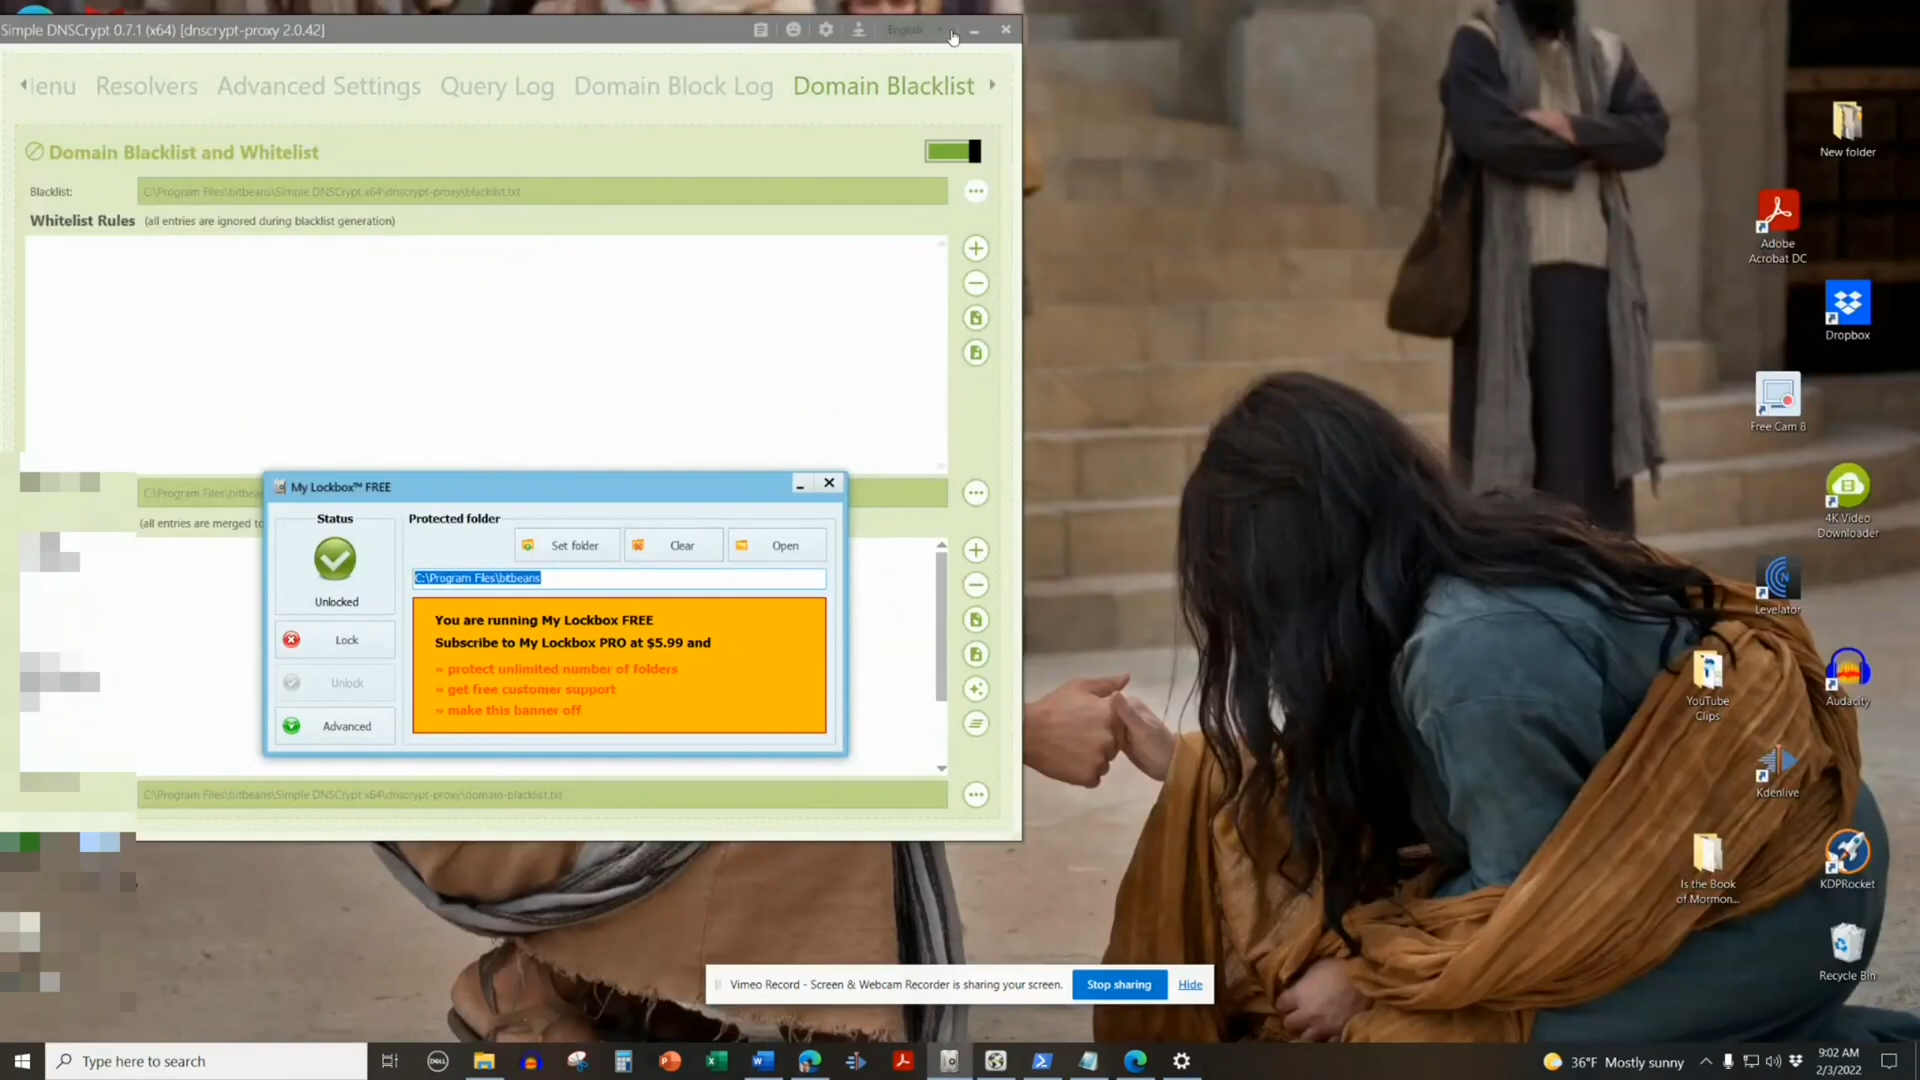 Simple DNSCrypt 0.7.1 (x64) [dnscrypt-proxy 2.0.42]
English
Resolvers
Advanced Settings
Query Log
Domain Block Log
Domain Blacklist
Domain Blacklist and Whitelist
Blacklist:
C:\Program Files\bitbeans\Simple DNSCrypt x64\dnscrypt-proxy\blacklist.txt
Whitelist Rules (all entries are ignored during blacklist generation)
(all entries are merged to
My Lockbox™ FREE
Status
Protected folder
Set folder
Clear
Open
C:\Program Files\bitbeans
Unlocked
Lock
Unlock
Advanced
You are running My Lockbox FREE
Subscribe to My Lockbox PRO at $5.99 and
» protect unlimited number of folders
» get free customer support
» make this banner off
C:\Program Files\bitbeans\Simple DNSCrypt x64\dnscrypt-proxy\domain-blacklist.txt
New folder
Adobe
Acrobat DC
Dropbox
Free Cam 8
4K Video
Downloader
Levelator
YouTube
Clips
Audacity
Kdenlive
Is the Book
of Mormon...
KDPRocket
Recycle Bin
Vimeo Record - Screen & Webcam Recorder is sharing your screen.
Stop sharing
Hide
Type here to search
DELL
36°F Mostly sunny
9:02 AM
2/3/2022